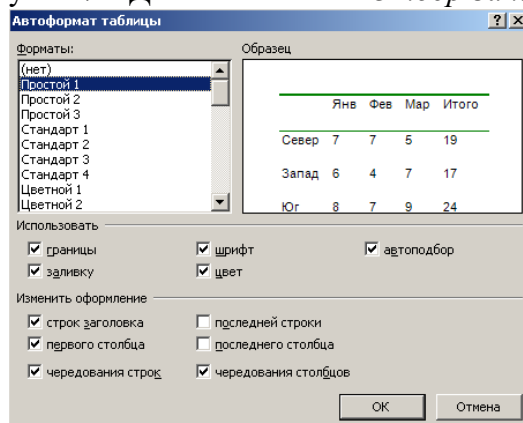 Автоформат таблицы
Форматы:
Образец
(нет)
Простой 1
Простой 2
Простой 3
Стандарт 1
Стандарт 2
Стандарт 3
Стандарт 4
Цветной 1
Цветной 2
Янв Фев Мар Итого
Север 7 7 5 19
Запад 6 4 7 17
Юг 8 7 9 24
Использовать
границы шрифт автоподбор
заливку цвет
Изменить оформление
строк заголовка последней строки
первого столбца последнего столбца
чередования строк чередования столбцов
ОК Отмена